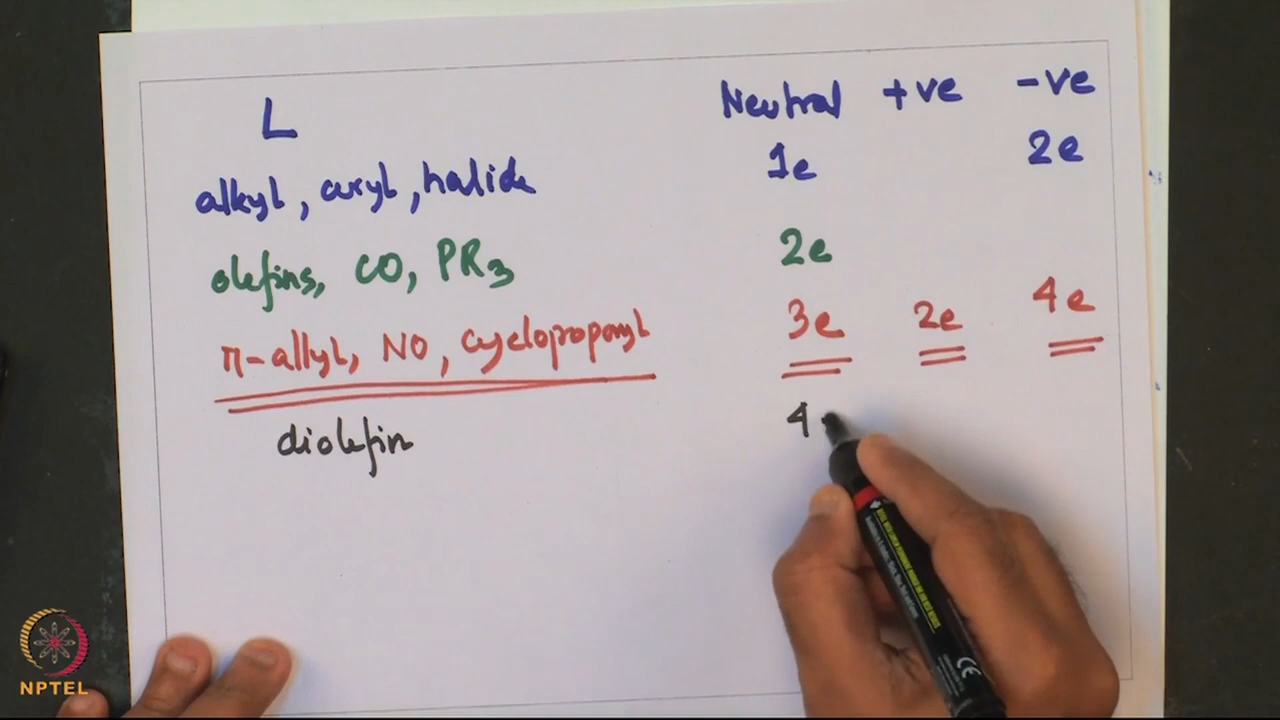 L Neutral +ve -ve
alkyl, aryl, halide 1e 2e
olefins, CO, PR3 2e
π-allyl, NO, cyclopropenyl 3e 2e 4e
diolefin 4
NPTEL